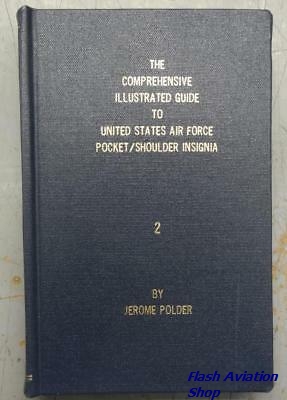 THE
COMPREHENSIVE
ILLUSTRATED GUIDE
TO
UNITED STATES AIR FORCE
POCKET/SHOULDER INSIGNIA
2
BY
JEROME POLDER
Flash Aviation
Shop